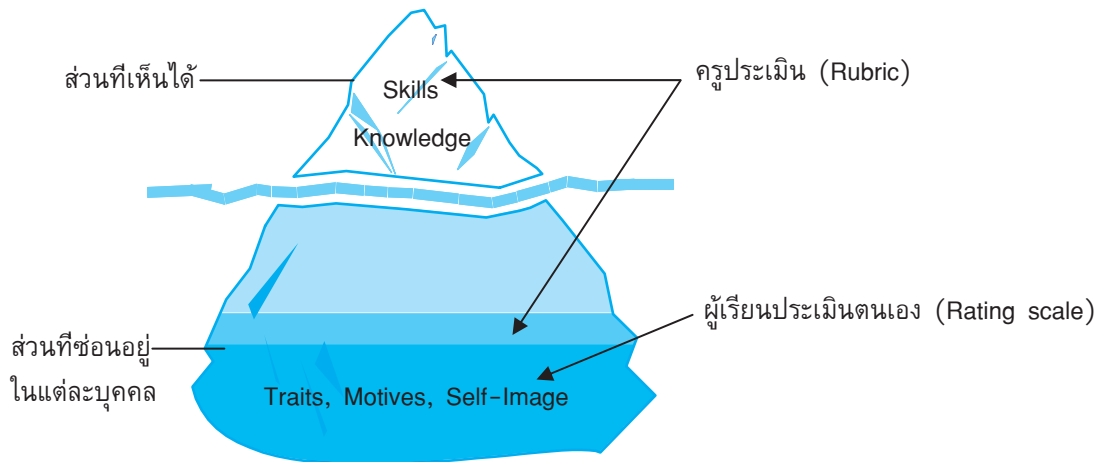 ส่วนที่เห็นได้
ครูประเมิน (Rubric)
Skills
Knowledge
ผู้เรียนประเมินตนเอง (Rating scale)
ส่วนที่ซ่อนอยู่
ในแต่ละบุคคล
Traits, Motives, Self-Image